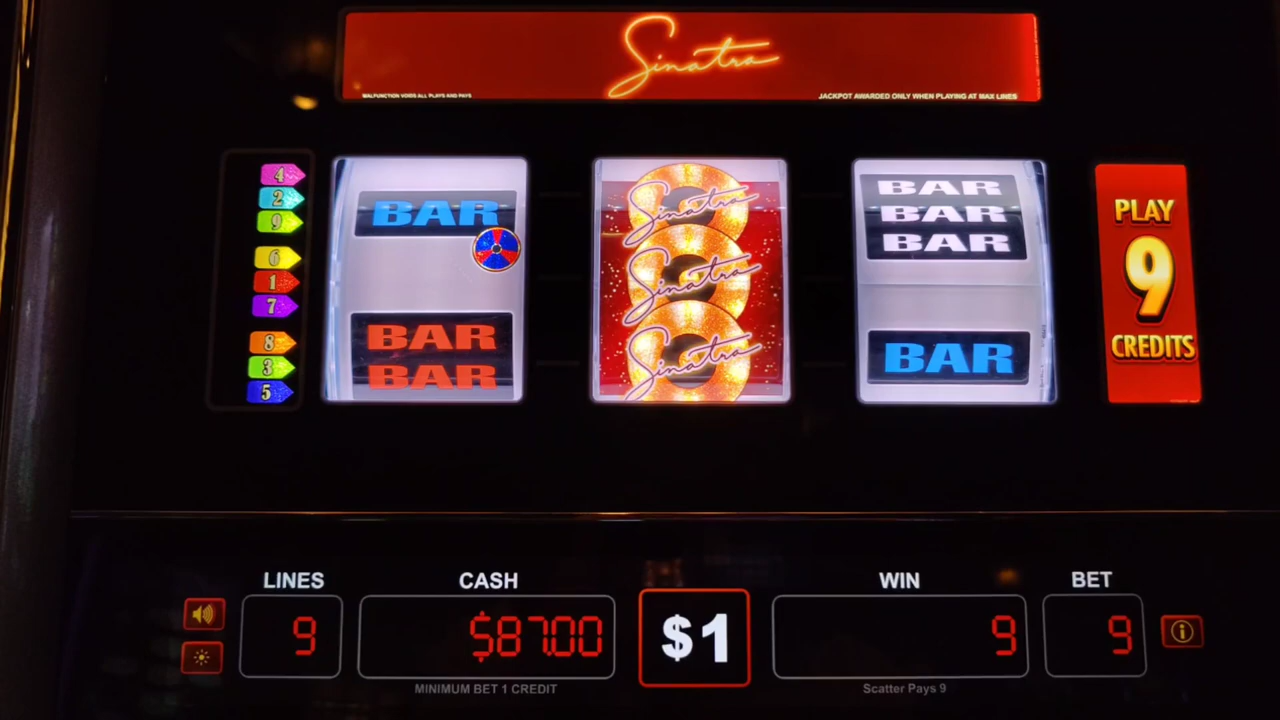 Sinatra
MALFUNCTION VOIDS ALL PLAYS AND PAYS
JACKPOT AWARDED ONLY WHEN PLAYING AT MAX LINES
4
2
9
6
1
7
8
3
5
BAR
BAR
BAR
Sinatra
Sinatra
Sinatra
BAR
BAR
BAR
BAR
PLAY
9
CREDITS
LINES
CASH
WIN
BET
9
$87.00
$1
9
9
MINIMUM BET 1 CREDIT
Scatter Pays 9